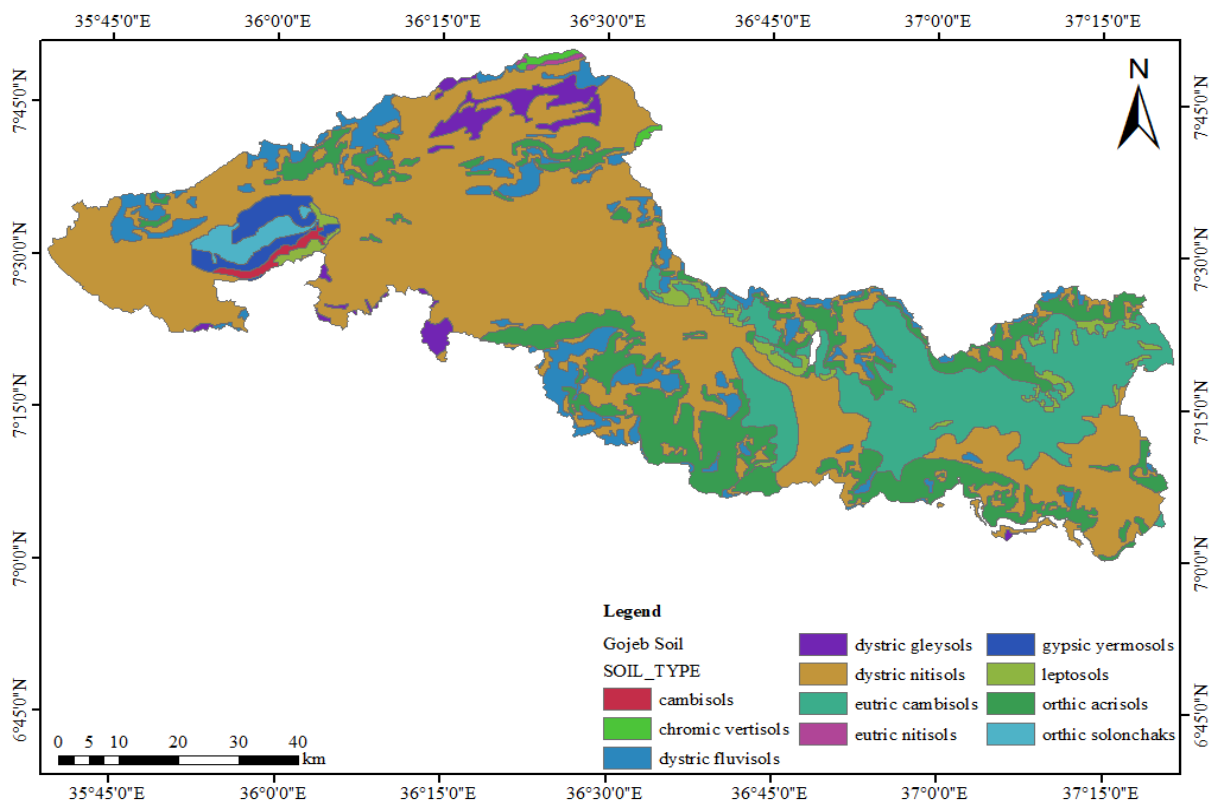 35°45'0"E 36°0'0"E 36°15'0"E 36°30'0"E 36°45'0"E 37°0'0"E 37°15'0"E
N
7°45'0"N 7°45'0"N
7°30'0"N 7°30'0"N
7°15'0"N 7°15'0"N
7°0'0"N 7°0'0"N
6°45'0"N 6°45'0"N
Legend
Gojeb Soil
SOIL_TYPE
cambisols
chromic vertisols
dystric fluvisols
dystric gleysols
dystric nitisols
eutric cambisols
eutric nitisols
gypsic yermosols
leptosols
orthic acrisols
orthic solonchaks
0 5 10 20 30 40
km
35°45'0"E 36°0'0"E 36°15'0"E 36°30'0"E 36°45'0"E 37°0'0"E 37°15'0"E